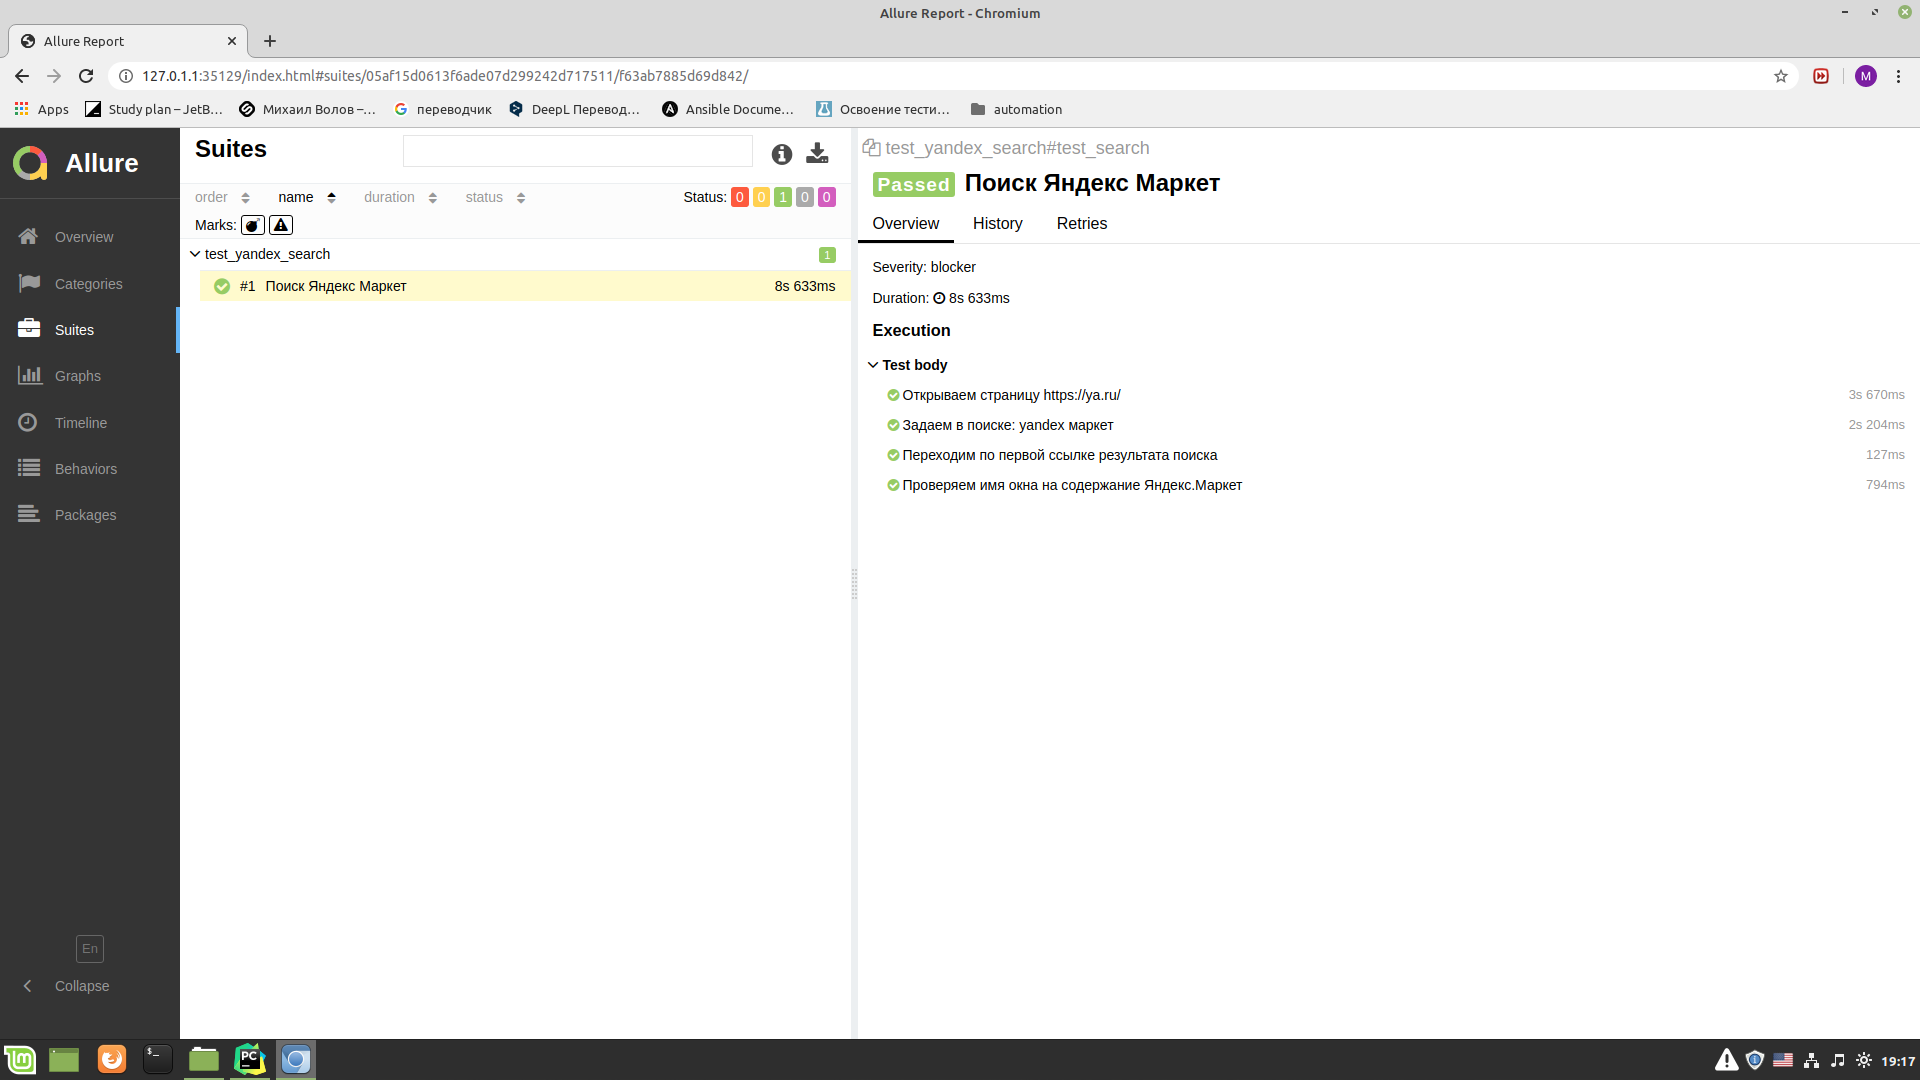 Allure Report - Chromium
Allure Report
127.0.1.1:35129/index.html#suites/05af15d0613f6ade07d299242d717511/f63ab7885d69d842/
M
Apps
Study plan – JetB…
Михаил Волов –…
переводчик
DeepL Перевод…
Ansible Docume…
Освоение тести…
automation
Allure
Overview
Categories
Suites
Graphs
Timeline
Behaviors
Packages
En
Collapse
Suites
order name duration status
Status: 0 0 1 0 0
Marks:
test_yandex_search 1
#1 Поиск Яндекс Маркет 8s 633ms
test_yandex_search#test_search
Passed Поиск Яндекс Маркет
Overview History Retries
Severity: blocker
Duration: 8s 633ms
Execution
Test body
Открываем страницу https://ya.ru/ 3s 670ms
Задаем в поиске: yandex маркет 2s 204ms
Переходим по первой ссылке результата поиска 127ms
Проверяем имя окна на содержание Яндекс.Маркет 794ms
PC
19:17